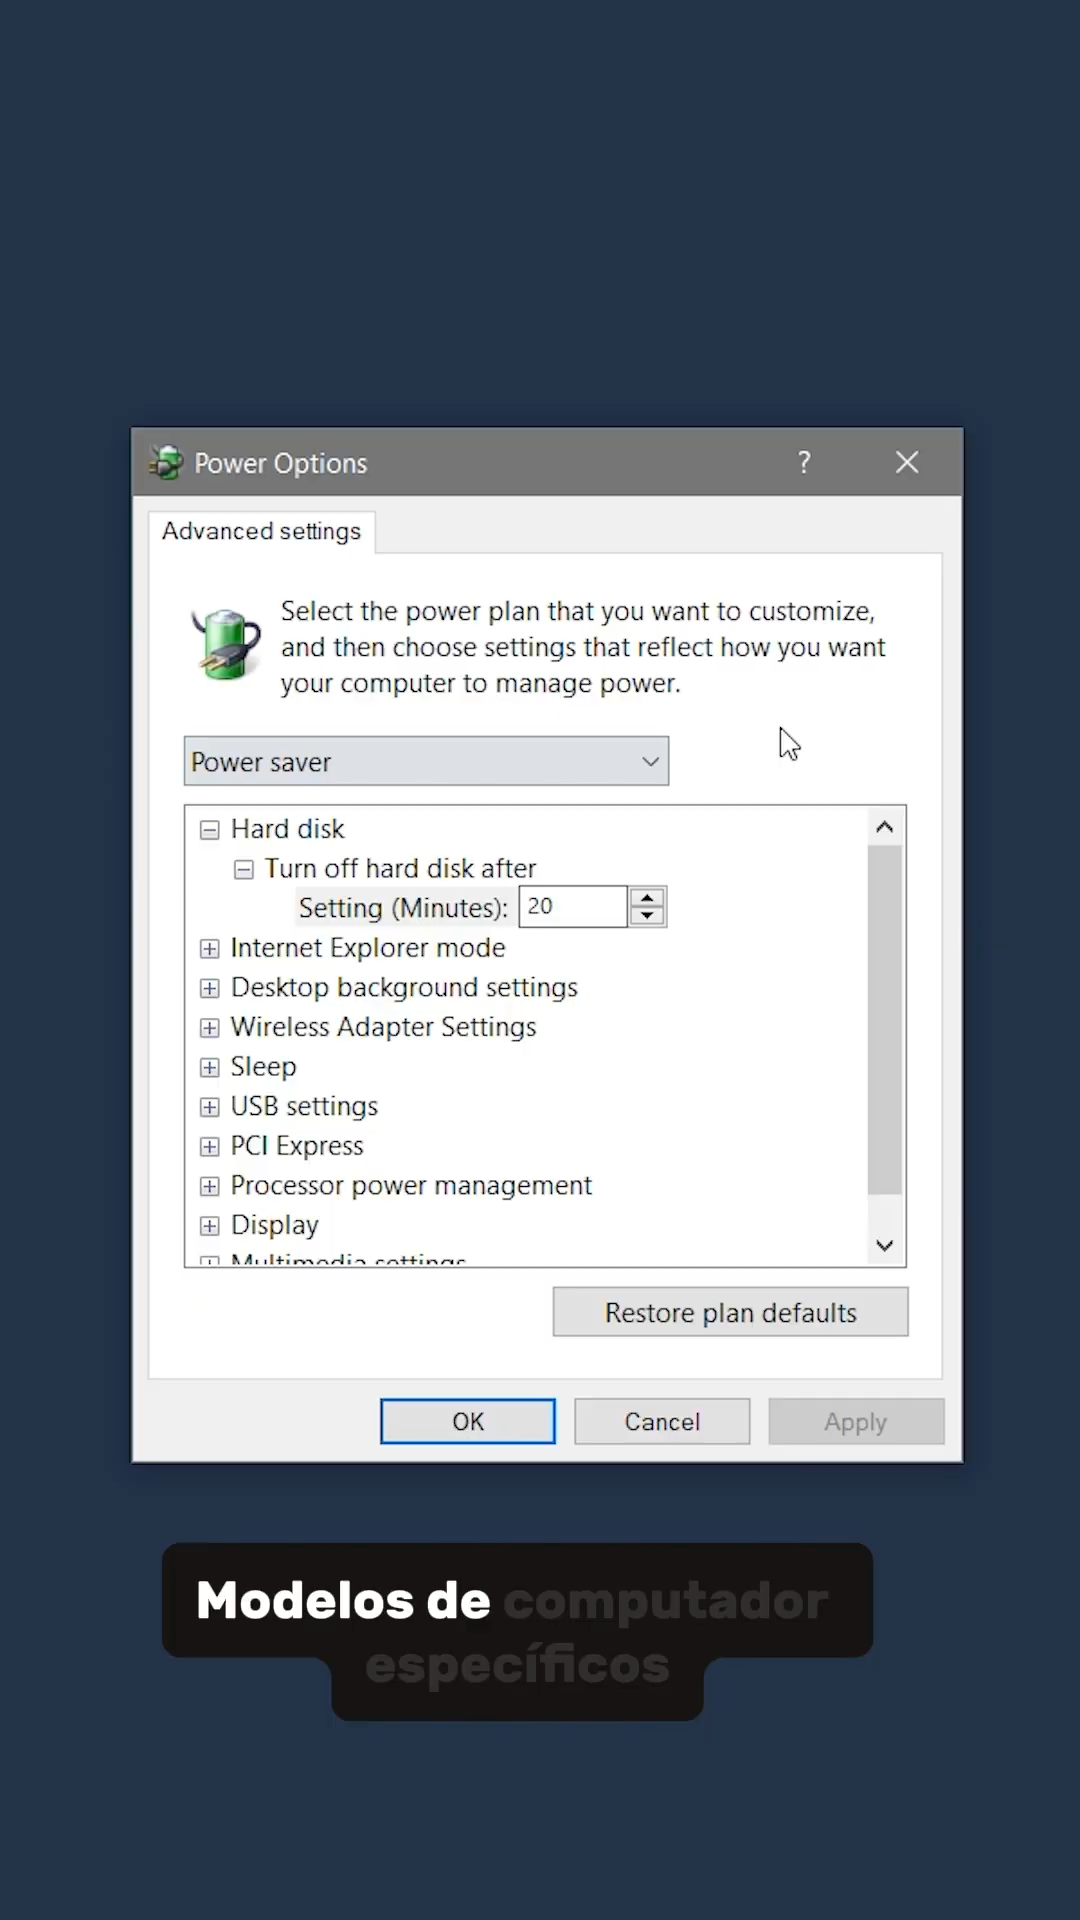 Power Options
?
Advanced settings
Select the power plan that you want to customize,
and then choose settings that reflect how you want
your computer to manage power.
Power saver
Hard disk
Turn off hard disk after
Setting (Minutes): 20
Internet Explorer mode
Desktop background settings
Wireless Adapter Settings
Sleep
USB settings
PCI Express
Processor power management
Display
Multimedia settings
Restore plan defaults
OK Cancel Apply
Modelos de computador
específicos